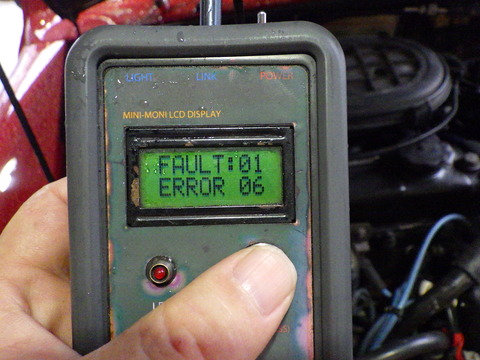 LIGHT LINK POWER
MINI-MONI LCD DISPLAY
FAULT:01
ERROR 06